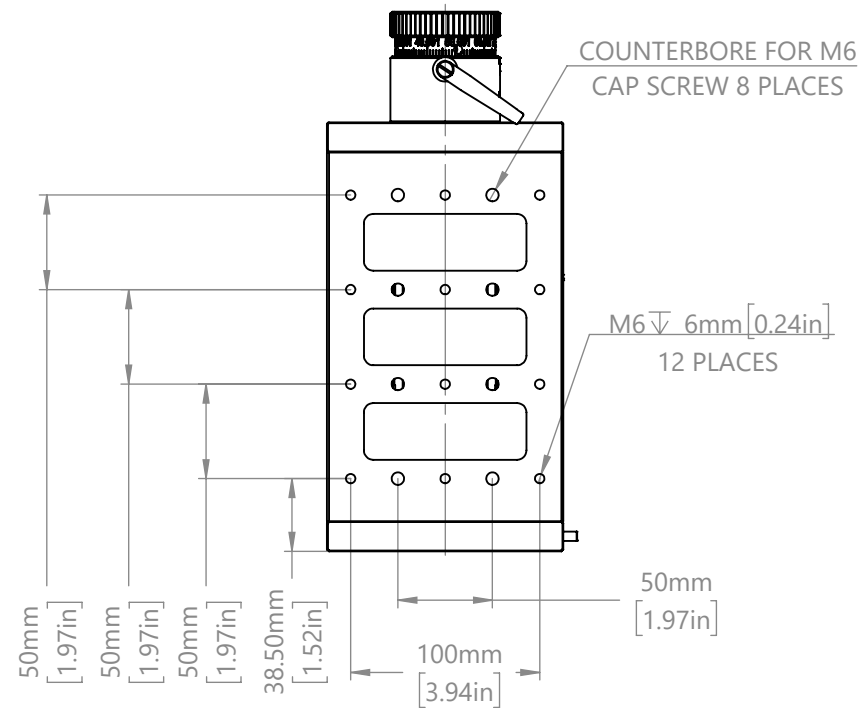 COUNTERBORE FOR M6
CAP SCREW 8 PLACES
M6↧ 6mm[0.24in]
12 PLACES
50mm
[1.97in]
50mm
[1.97in]
50mm
[1.97in]
38.50mm
[1.52in]
50mm
[1.97in]
100mm
[3.94in]